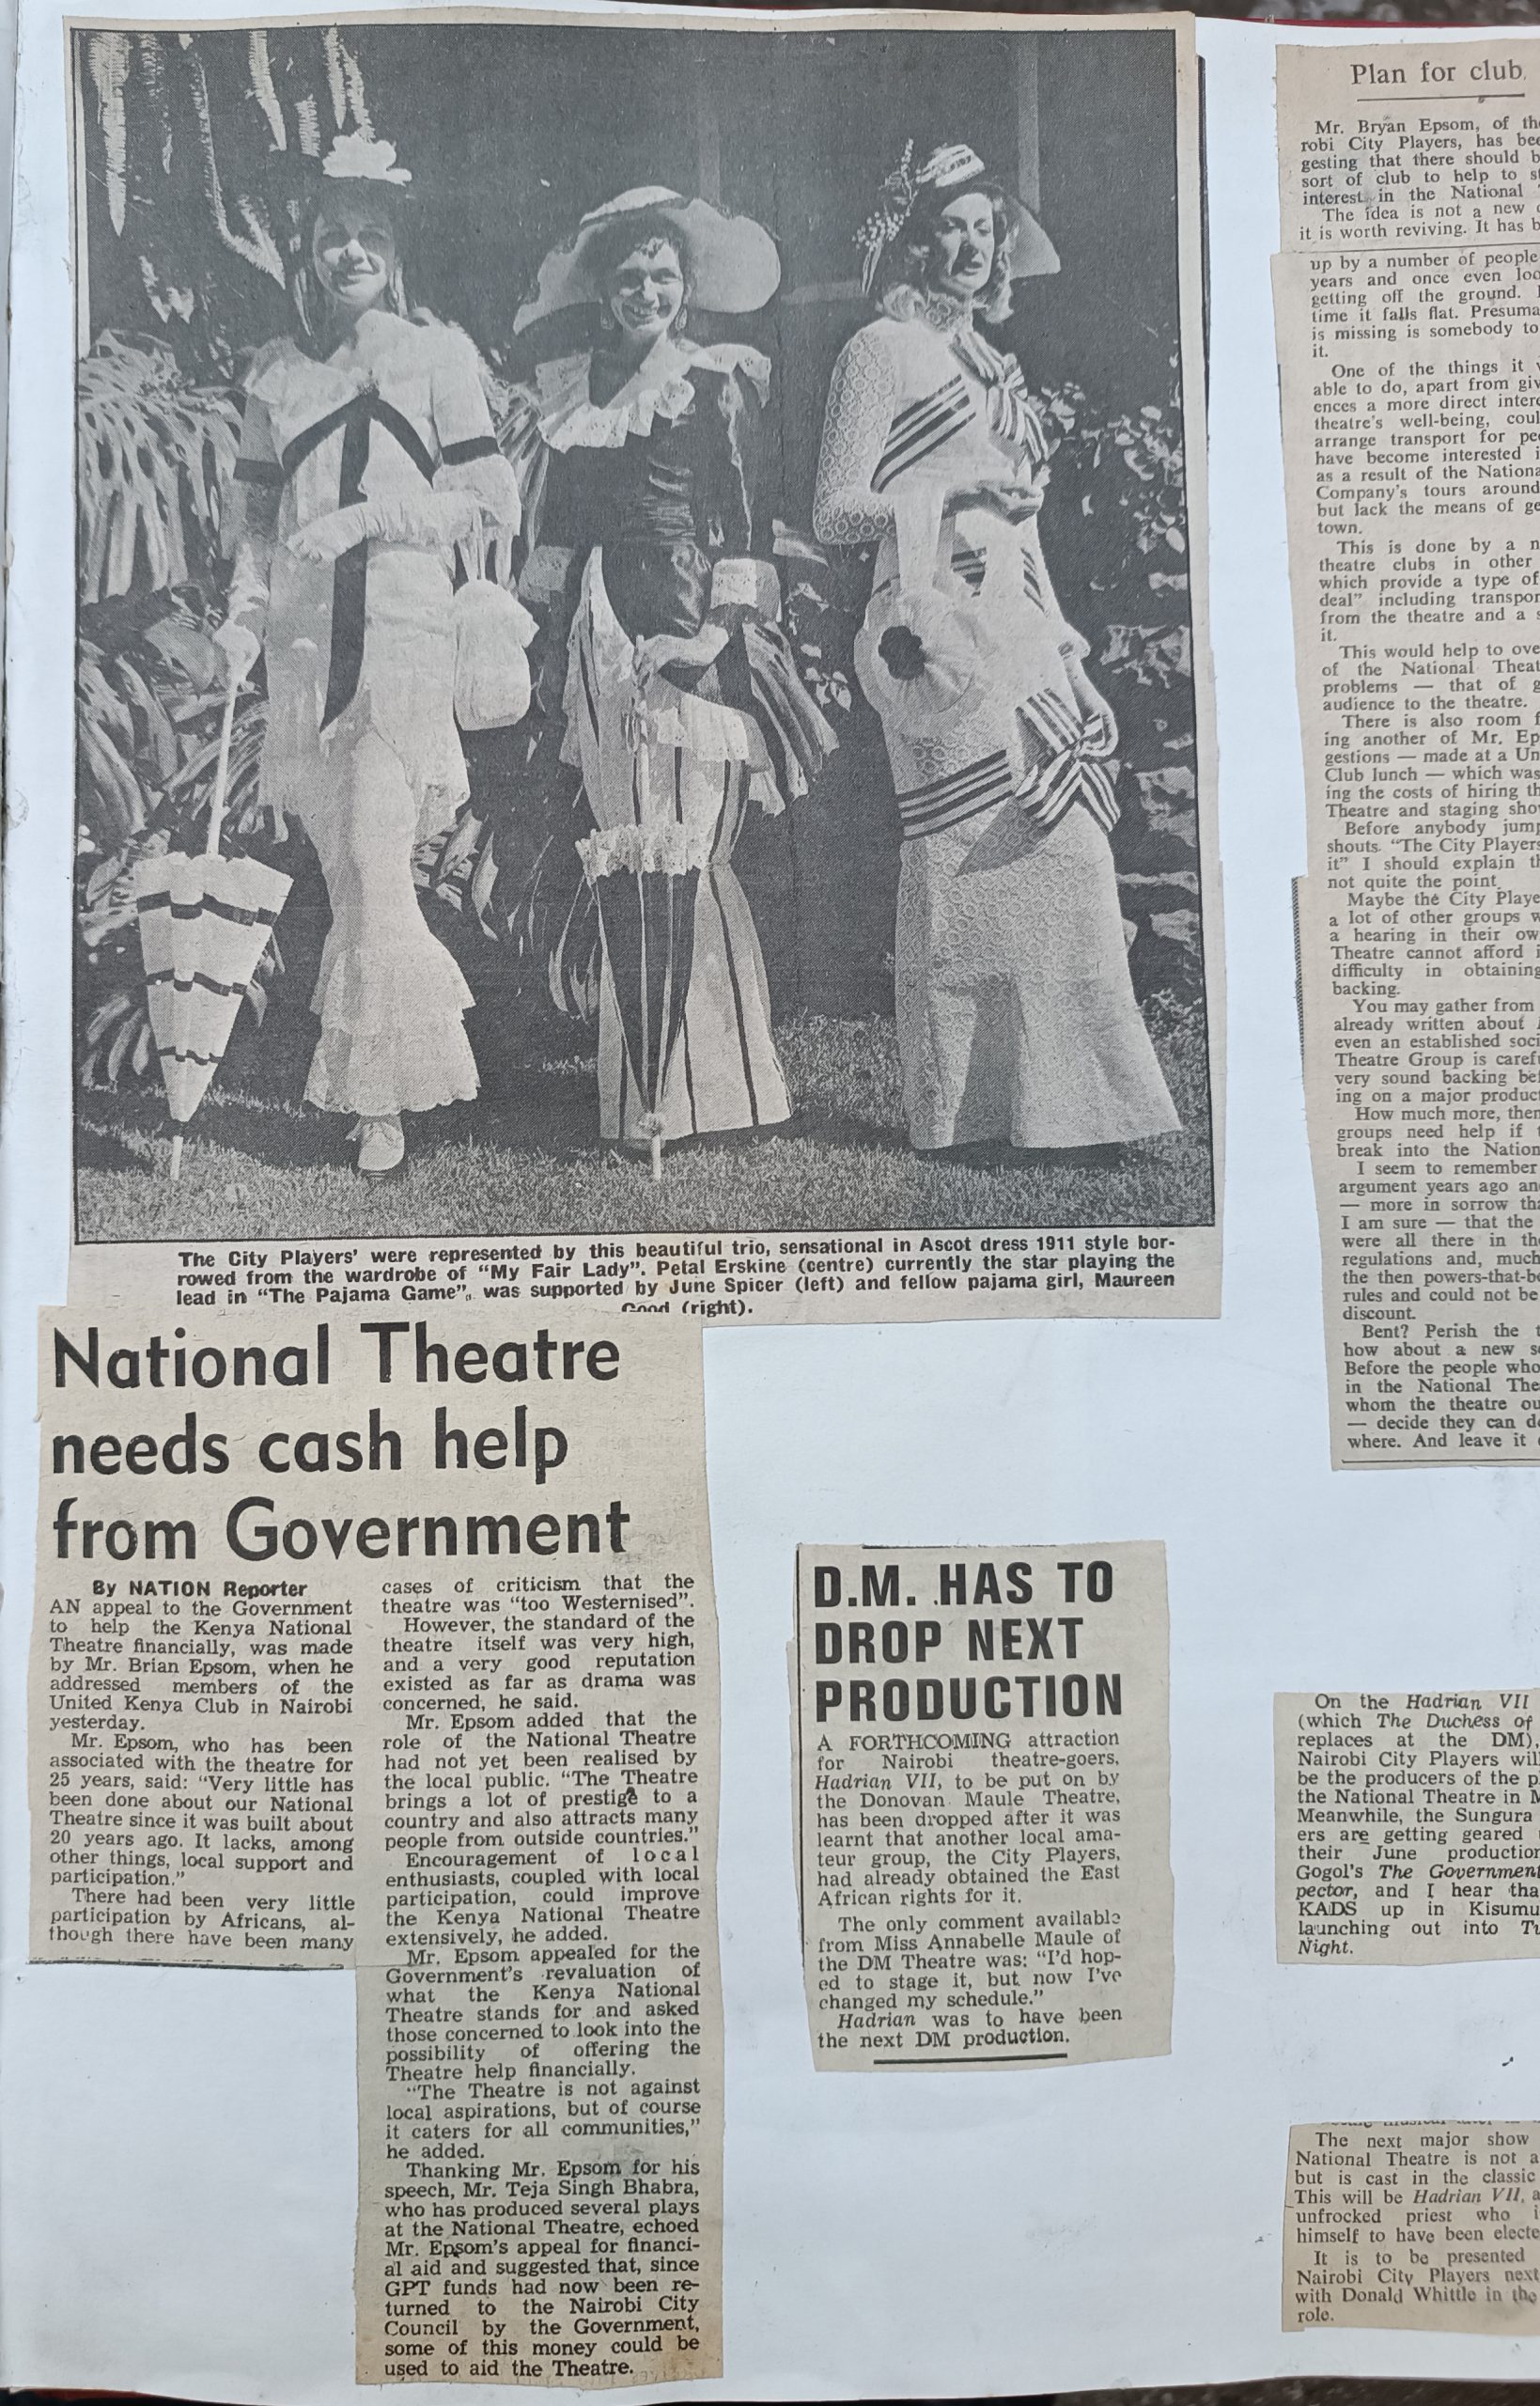 The City Players' were represented by this beautiful trio, sensational in Ascot dress 1911 style bor-
rowed from the wardrobe of "My Fair Lady". Petal Erskine (centre) currently the star playing the
lead in "The Pajama Game", was supported by June Spicer (left) and fellow pajama girl, Maureen
Good (right).
National Theatre
needs cash help
from Government
By NATION Reporter
AN appeal to the Government
to help the Kenya National
Theatre financially, was made
by Mr. Brian Epsom, when he
addressed members of the
United Kenya Club in Nairobi
yesterday.
Mr. Epsom, who has been
associated with the theatre for
25 years, said: "Very little has
been done about our National
Theatre since it was built about
20 years ago. It lacks, among
other things, local support and
participation."
There had been very little
participation by Africans, al-
though there have been many
cases of criticism that the
theatre was "too Westernised".
However, the standard of the
theatre itself was very high,
and a very good reputation
existed as far as drama was
concerned, he said.
Mr. Epsom added that the
role of the National Theatre
had not yet been realised by
the local public. "The Theatre
brings a lot of prestige to a
country and also attracts many
people from outside countries."
Encouragement of local
enthusiasts, coupled with local
participation, could improve
the Kenya National Theatre
extensively, he added.
Mr. Epsom appealed for the
Government's revaluation of
what the Kenya National
Theatre stands for and asked
those concerned to look into the
possibility of offering the
Theatre help financially.
"The Theatre is not against
local aspirations, but of course
it caters for all communities,"
he added.
Thanking Mr. Epsom for his
speech, Mr. Teja Singh Bhabra,
who has produced several plays
at the National Theatre, echoed
Mr. Epsom's appeal for financi-
al aid and suggested that, since
GPT funds had now been re-
turned to the Nairobi City
Council by the Government,
some of this money could be
used to aid the Theatre.
D.M. HAS TO
DROP NEXT
PRODUCTION
A FORTHCOMING attraction
for Nairobi theatre-goers,
Hadrian VII, to be put on by
the Donovan Maule Theatre,
has been dropped after it was
learnt that another local ama-
teur group, the City Players,
had already obtained the East
African rights for it.
The only comment available
from Miss Annabelle Maule of
the DM Theatre was: "I'd hop-
ed to stage it, but now I've
changed my schedule."
Hadrian was to have been
the next DM production.
Plan for club
Mr. Bryan Epsom, of
robi City Players, has
gesting that there should
sort of club to help to
interest in the National
The idea is not a new
it is worth reviving. It has
up by a number of people
years and once even
getting off the ground.
time it falls flat.
is missing is somebody to
it.
One of the things it
able to do, apart from
ences a more direct
theatre's well-being,
arrange transport for
have become interested
as a result of the
Company's tours around
but lack the means of
town.
This is done by a
theatre clubs in other
which provide a type of
deal" including
from the theatre and a
it.
This would help to
of the National
problems — that of
audience to the theatre.
There is also room
ing another of Mr.
gestions — made at a
Club lunch — which was
ing the costs of hiring
Theatre and staging
Before anybody
shouts "The City Players
it" I should explain
not quite the point.
Maybe the City
a lot of other groups
a hearing in their
Theatre cannot afford
difficulty in obtaining
backing.
You may gather from
already written about
even an established
Theatre Group is
very sound backing
ing on a major
How much more,
groups need help if
break into the
I seem to remember
argument years ago
— more in sorrow
I am sure — that the
were all there in
regulations and, much
the then
rules and could not be
discount.
Bent? Perish the
how about a new
Before the people who
in the National
whom the theatre
— decide they can
where. And leave it
On the Hadrian VII
(which The Duchess of
replaces at the DM),
Nairobi City Players
be the producers of the
the National Theatre in
Meanwhile, the Sungura
ers are getting geared
their June production
Gogol's The Government
pector, and I hear
KADS up in Kisumu
launching out into
Night.
The next major show
National Theatre is not
but is cast in the classic
This will be Hadrian VII,
unfrocked priest who
himself to have been
It is to be presented
Nairobi City Players next
with Donald Whittle in the
role.